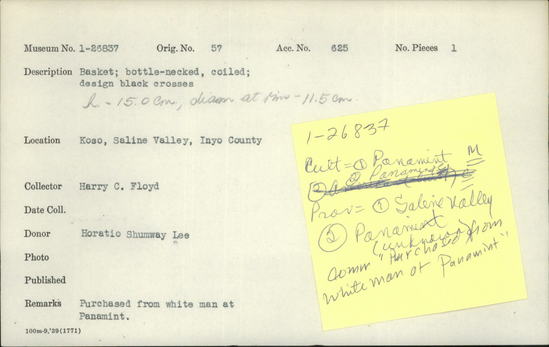 Museum No. 1-26837 Orig. No. 57 Acc. No. 625 No. Pieces 1
Description Basket; bottle-necked, coiled;
design black crosses
h - 15.0 cm, diam at rim - 11.5 cm.
Location Koso, Saline Valley, Inyo County
Collector Harry C. Floyd
Date Coll.
Donor Horatio Shumway Lee
Photo
Published
Remarks Purchased from white man at
Panamint.
100m-9,'39(1771)
1-26837
Cult = ① Panamint M
② Panamint
Prov = ① Saline Valley
② Panamint
(unknown)
comm "Purchased from
white man at Panamint"